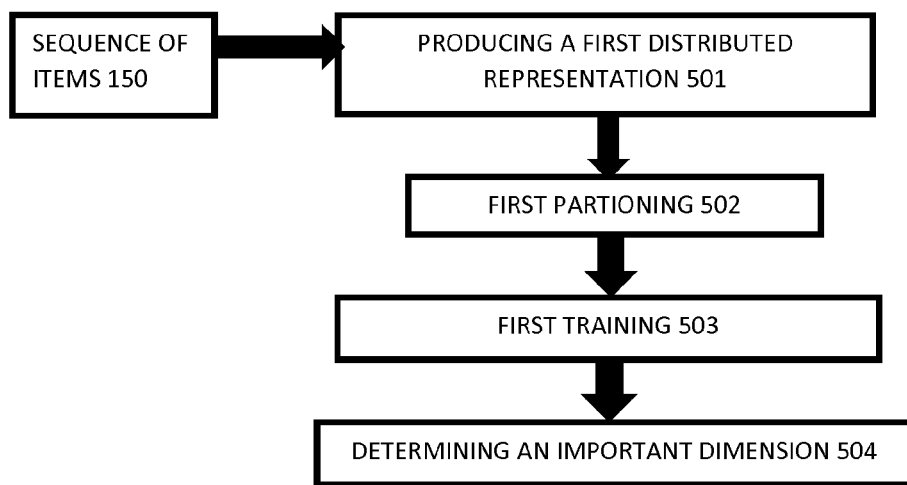 SEQUENCE OF
ITEMS 150
PRODUCING A FIRST DISTRIBUTED
REPRESENTATION 501
FIRST PARTIONING 502
FIRST TRAINING 503
DETERMINING AN IMPORTANT DIMENSION 504